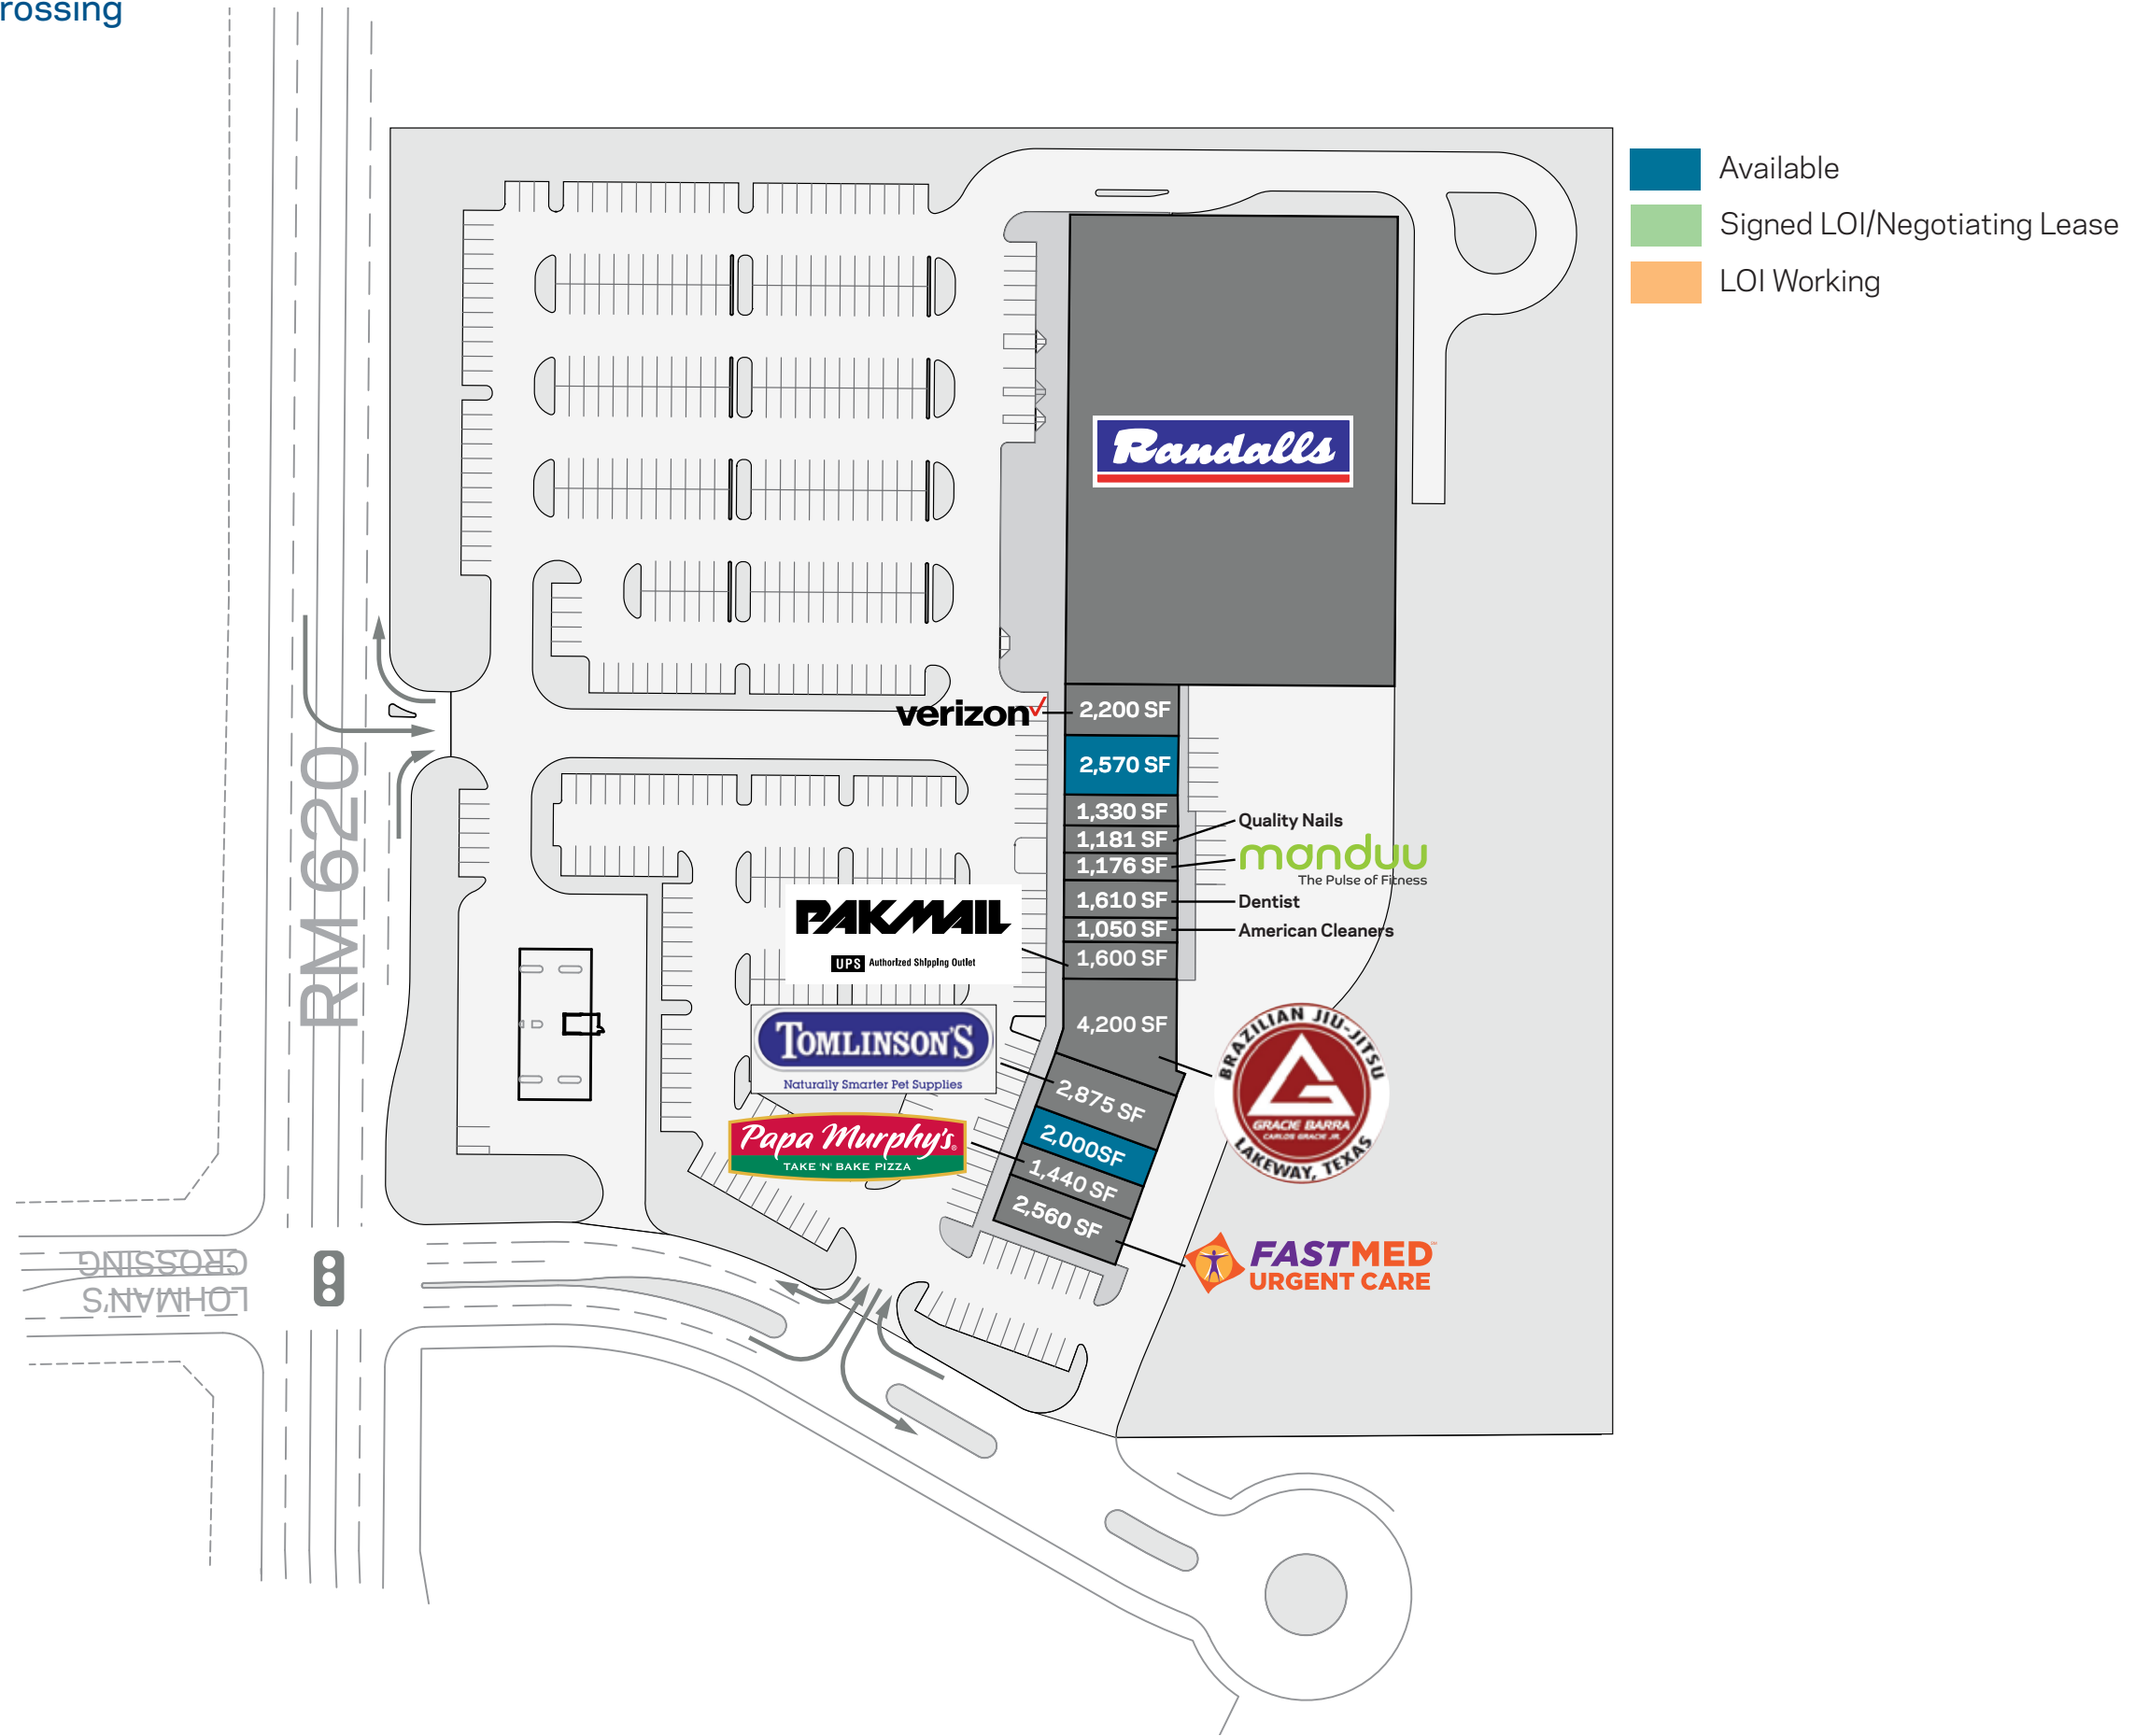 rossing
Available
Signed LOI/Negotiating Lease
LOI Working
Randalls
verizon
2,200 SF
2,570 SF
1,330 SF
1,181 SF
Quality Nails
1,176 SF
manduu
The Pulse of Fitness
1,610 SF
Dentist
1,050 SF
American Cleaners
1,600 SF
PAKMAIL
UPS Authorized Shipping Outlet
4,200 SF
BRAZILIAN JIU-JITSU
GRACIE BARRA
CARLOS GRACIE JR.
LAKEWAY, TEXAS
TOMLINSON'S
Naturally Smarter Pet Supplies
2,875 SF
2,000SF
Papa Murphy's
TAKE 'N' BAKE PIZZA
1,440 SF
2,560 SF
FASTMED
URGENT CARE
RM 620
LOHMAN'S
CROSSING